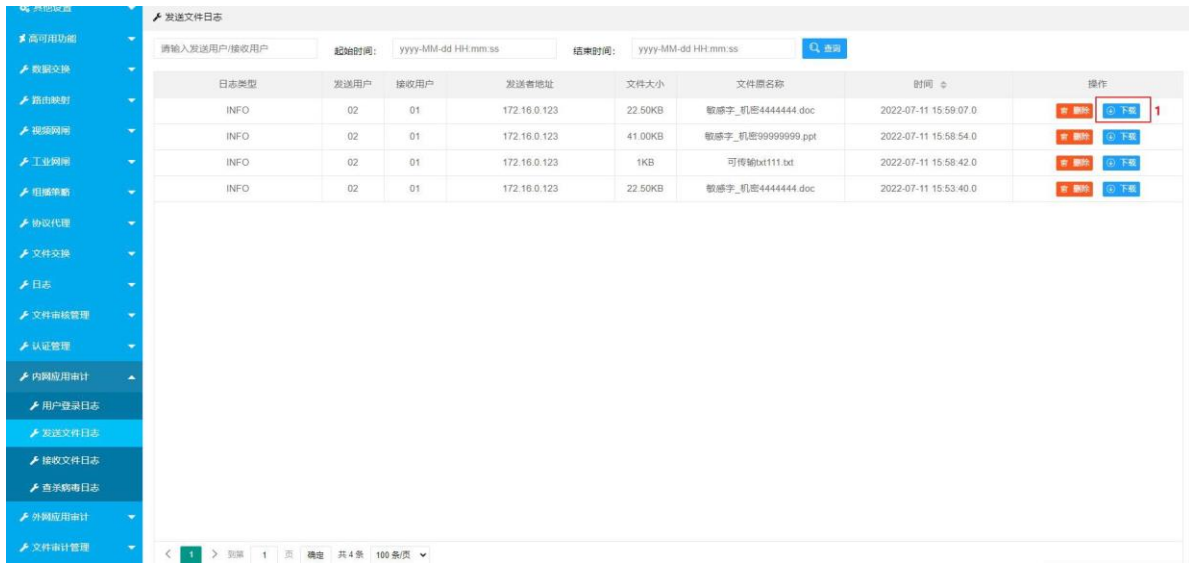 其他设置
发送文件日志
高可用功能
请输入发送用户/接收用户 起始时间: yyyy-MM-dd HH:mm:ss 结束时间: yyyy-MM-dd HH:mm:ss 查询
数据交换
日志类型 发送用户 接收用户 发送者地址 文件大小 文件原名称 时间 操作
路由映射
INFO 02 01 172.16.0.123 22.50KB 敏感字_机密4444444.doc 2022-07-11 15:59:07.0 删除 下载 1
视频网闸
INFO 02 01 172.16.0.123 41.00KB 敏感字_机密99999999.ppt 2022-07-11 15:58:54.0 删除 下载
工业网闸
INFO 02 01 172.16.0.123 1KB 可传输txt111.txt 2022-07-11 15:58:42.0 删除 下载
组播策略
INFO 02 01 172.16.0.123 22.50KB 敏感字_机密4444444.doc 2022-07-11 15:53:40.0 删除 下载
协议代理
文件交换
日志
文件审核管理
认证管理
内网应用审计
用户登录日志
发送文件日志
接收文件日志
查杀病毒日志
外网应用审计
文件审计管理
1 到第 1 页 确定 共 4 条 100 条/页